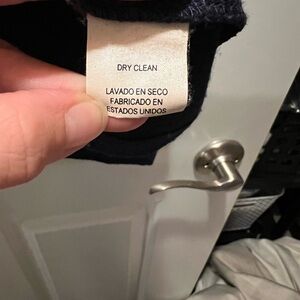 DRY CLEAN
LAVADO EN SECO
FABRICADO EN
ESTADOS UNIDOS